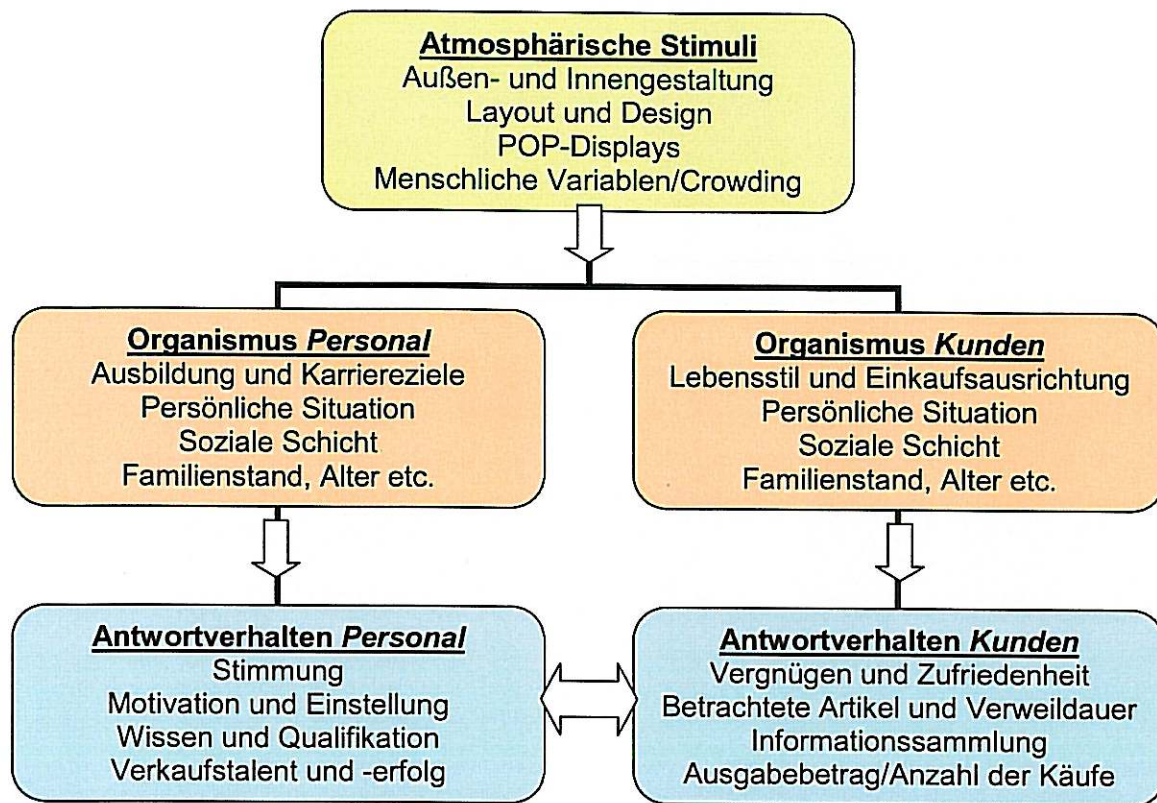 Atmosphärische Stimuli
Außen- und Innengestaltung
Layout und Design
POP-Displays
Menschliche Variablen/Crowding
Organismus Personal
Ausbildung und Karriereziele
Persönliche Situation
Soziale Schicht
Familienstand, Alter etc.
Organismus Kunden
Lebensstil und Einkaufsausrichtung
Persönliche Situation
Soziale Schicht
Familienstand, Alter etc.
Antwortverhalten Personal
Stimmung
Motivation und Einstellung
Wissen und Qualifikation
Verkaufstalent und -erfolg
Antwortverhalten Kunden
Vergnügen und Zufriedenheit
Betrachtete Artikel und Verweildauer
Informationssammlung
Ausgabebetrag/Anzahl der Käufe